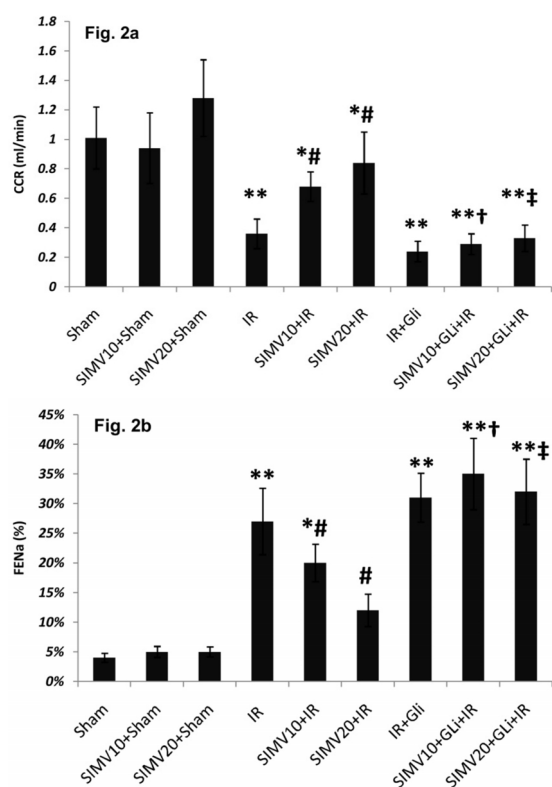 Fig. 2a
CCR (ml/min)
1.8
1.6
1.4
1.2
1
0.8
0.6
0.4
0.2
0
**
*#
*#
**
**†
**‡
Sham
SIMV10+Sham
SIMV20+Sham
IR
SIMV10+IR
SIMV20+IR
IR+Gli
SIMV10+GLi+IR
SIMV20+GLi+IR
Fig. 2b
FENa (%)
45%
40%
35%
30%
25%
20%
15%
10%
5%
0%
**
*#
#
**
**†
**‡
Sham
SIMV10+Sham
SIMV20+Sham
IR
SIMV10+IR
SIMV20+IR
IR+Gli
SIMV10+GLi+IR
SIMV20+GLi+IR